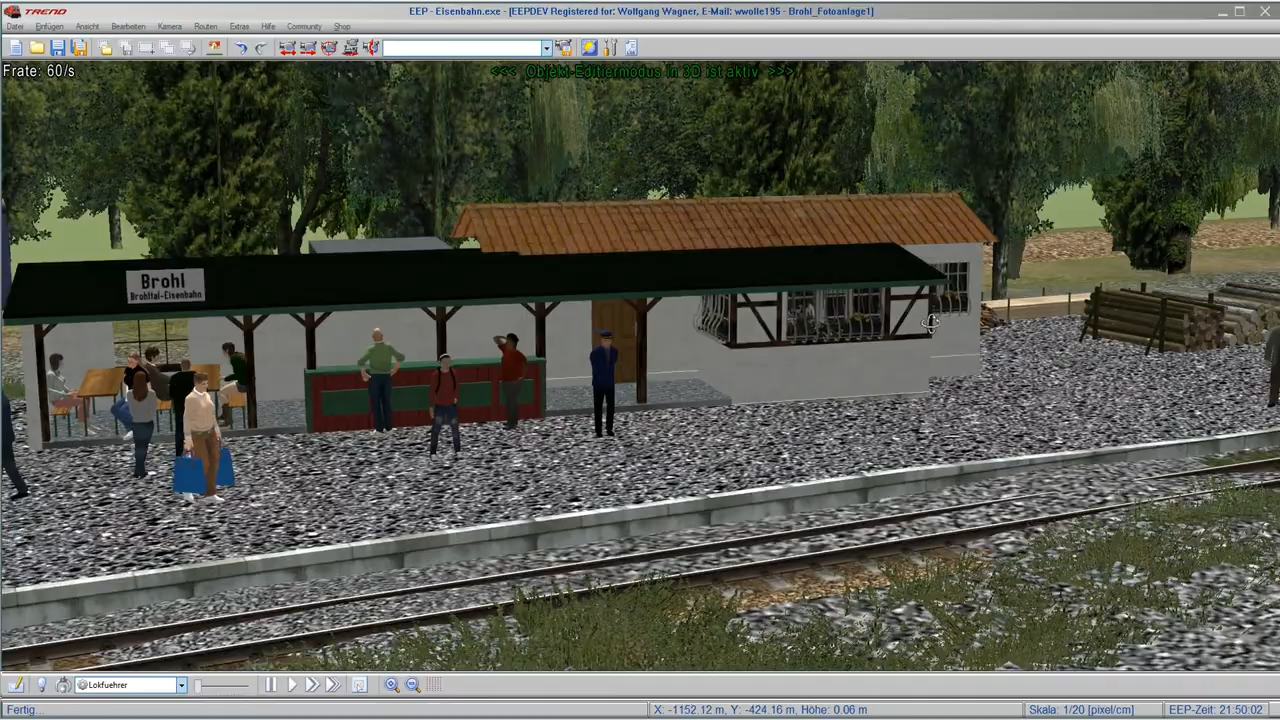 TREND
EEP - Eisenbahn.exe - [EEPDEV Registered for: Wolfgang Wagner, E-Mail: wwolle195 - Brohl_Fotoanlage1]
Datei Einfügen Ansicht Bearbeiten Kamera Routen Extras Hilfe Community Shop
Frate: 60/s
<<< Objekt-Editiermodus in 3D ist aktiv >>>
Brohl
Brohltal-Eisenbahn
Lokfuehrer
Fertig...
X: -1152.12 m, Y: -424.16 m, Höhe: 0.06 m
Skala: 1/20 [pixel/cm]
EEP-Zeit: 21:50:02